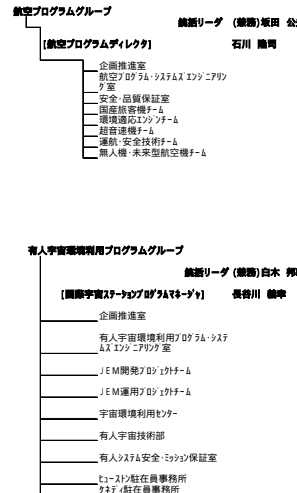 航空プログラムグループ
統括リーダ (兼務)坂田
[航空プログラムディレクタ] 石川 隆司
企画推進室
航空プログラム・システムズエンジニアリン
グ室
安全・品質保証室
国産旅客機チーム
環境適応エンジンチーム
超音速機チーム
運航・安全技術チーム
無人機・未来型航空機チーム
有人宇宙環境利用プログラムグループ
統括リーダ (兼務)白木
[国際宇宙ステーションプログラムマネージャ] 長谷川 義幸
企画推進室
有人宇宙環境利用プログラム・システ
ムズエンジニアリング室
JEM開発プロジェクトチーム
JEM運用プロジェクトチーム
宇宙環境利用センター
有人宇宙技術部
有人システム安全・ミッション保証室
ヒューストン駐在員事務所
ケネディ駐在員事務所